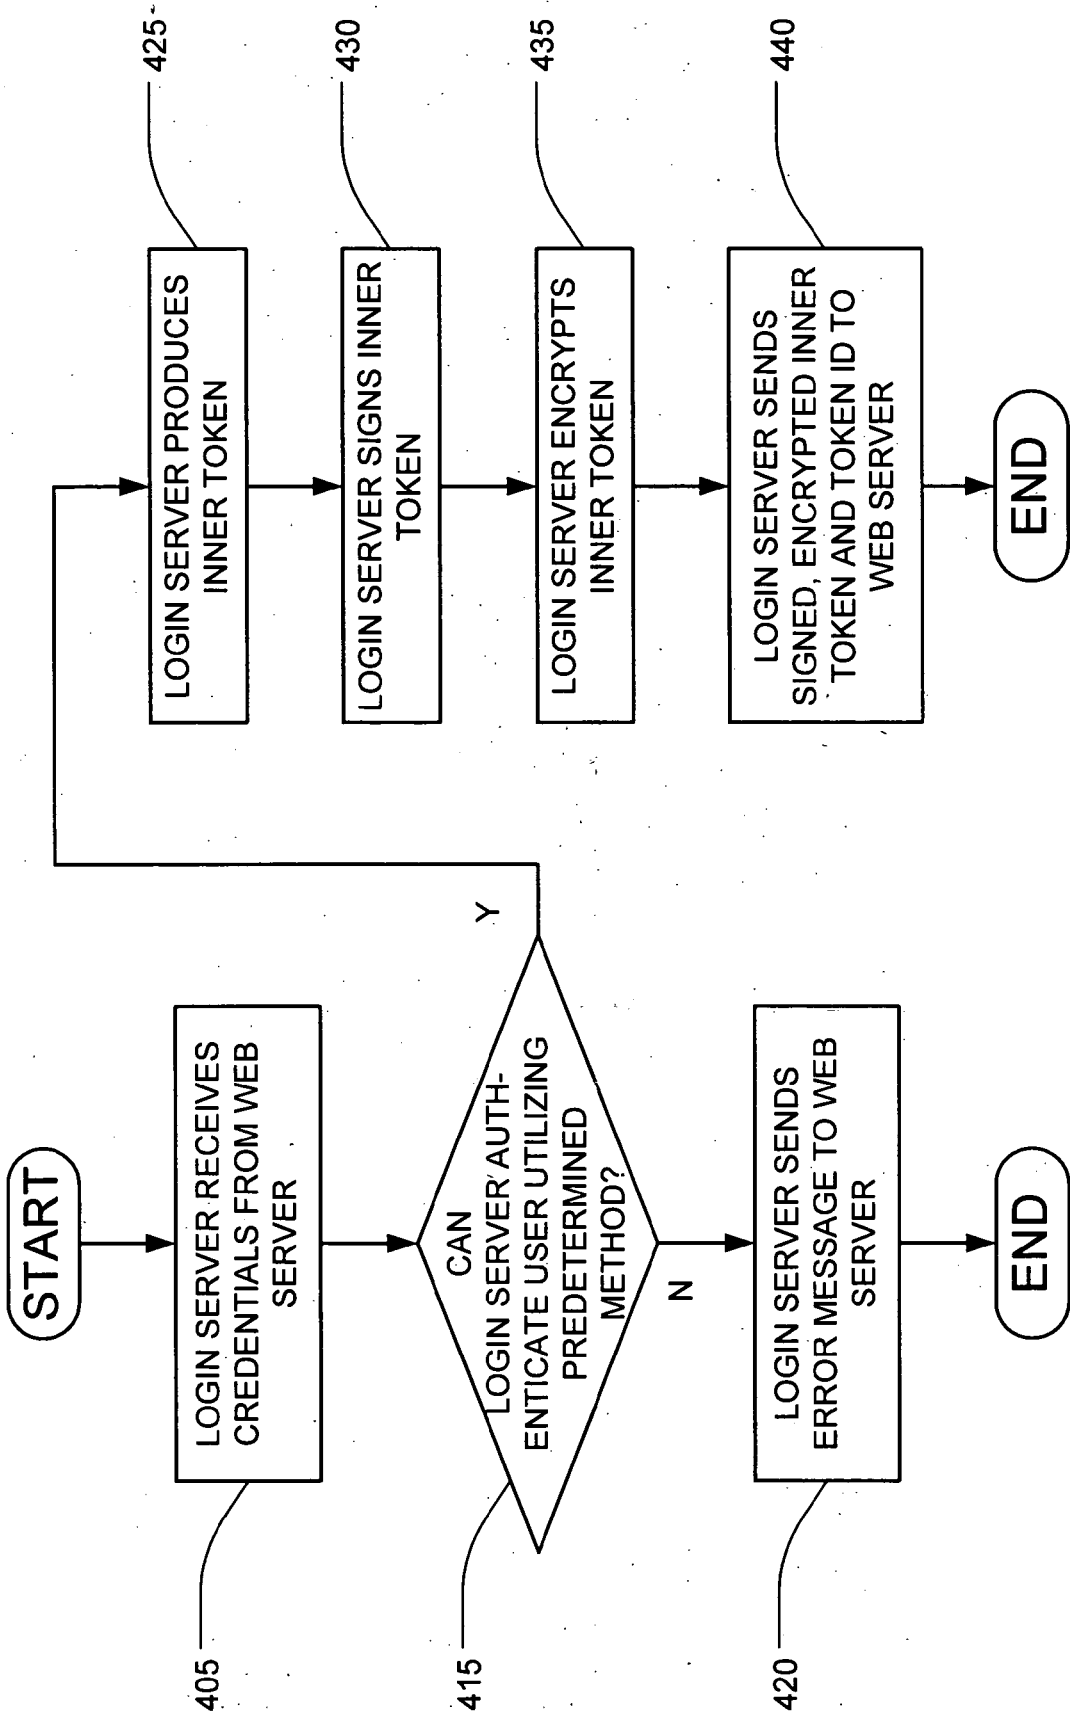 START
405
LOGIN SERVER RECEIVES
CREDENTIALS FROM WEB
SERVER
415
CAN
LOGIN SERVER AUTH-
ENTICATE USER UTILIZING
PREDETERMINED
METHOD?
Y
N
420
LOGIN SERVER SENDS
ERROR MESSAGE TO WEB
SERVER
END
425
LOGIN SERVER PRODUCES
INNER TOKEN
430
LOGIN SERVER SIGNS INNER
TOKEN
435
LOGIN SERVER ENCRYPTS
INNER TOKEN
440
LOGIN SERVER SENDS
SIGNED, ENCRYPTED INNER
TOKEN AND TOKEN ID TO
WEB SERVER
END